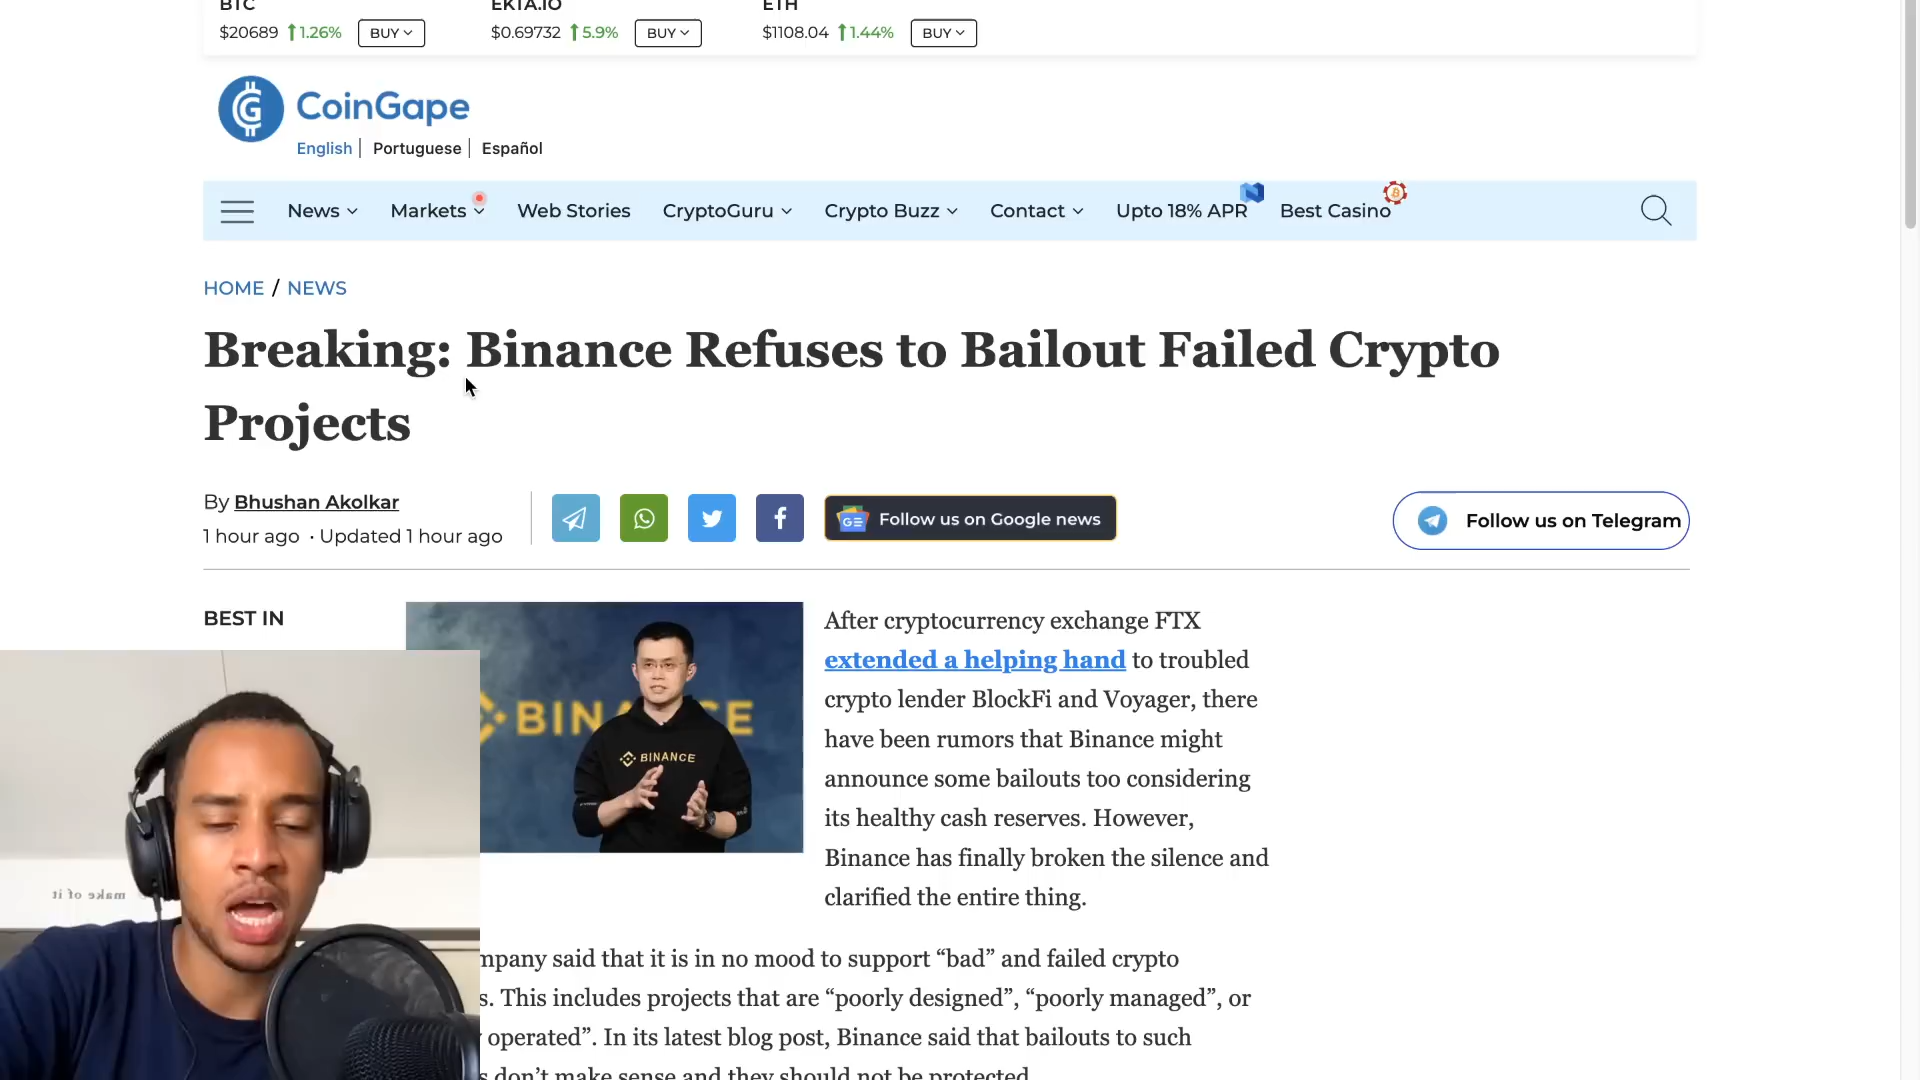 BTC EKTA.IO ETH
$20689 1.26% BUY $0.69732 5.9% BUY $1108.04 1.44% BUY
CoinGape
English | Portuguese | Español
News Markets Web Stories CryptoGuru Crypto Buzz Contact Upto 18% APR Best Casino
HOME / NEWS
Breaking: Binance Refuses to Bailout Failed Crypto
Projects
By Bhushan Akolkar
1 hour ago · Updated 1 hour ago
Follow us on Google news
Follow us on Telegram
BEST IN
BINANCE
BINANCE
After cryptocurrency exchange FTX
extended a helping hand to troubled
crypto lender BlockFi and Voyager, there
have been rumors that Binance might
announce some bailouts too considering
its healthy cash reserves. However,
Binance has finally broken the silence and
clarified the entire thing.
make of it
said that it is in no mood to support “bad” and failed crypto
This includes projects that are “poorly designed”, “poorly managed”, or
operated”. In its latest blog post, Binance said that bailouts to such
don’t make sense and they should not be protected